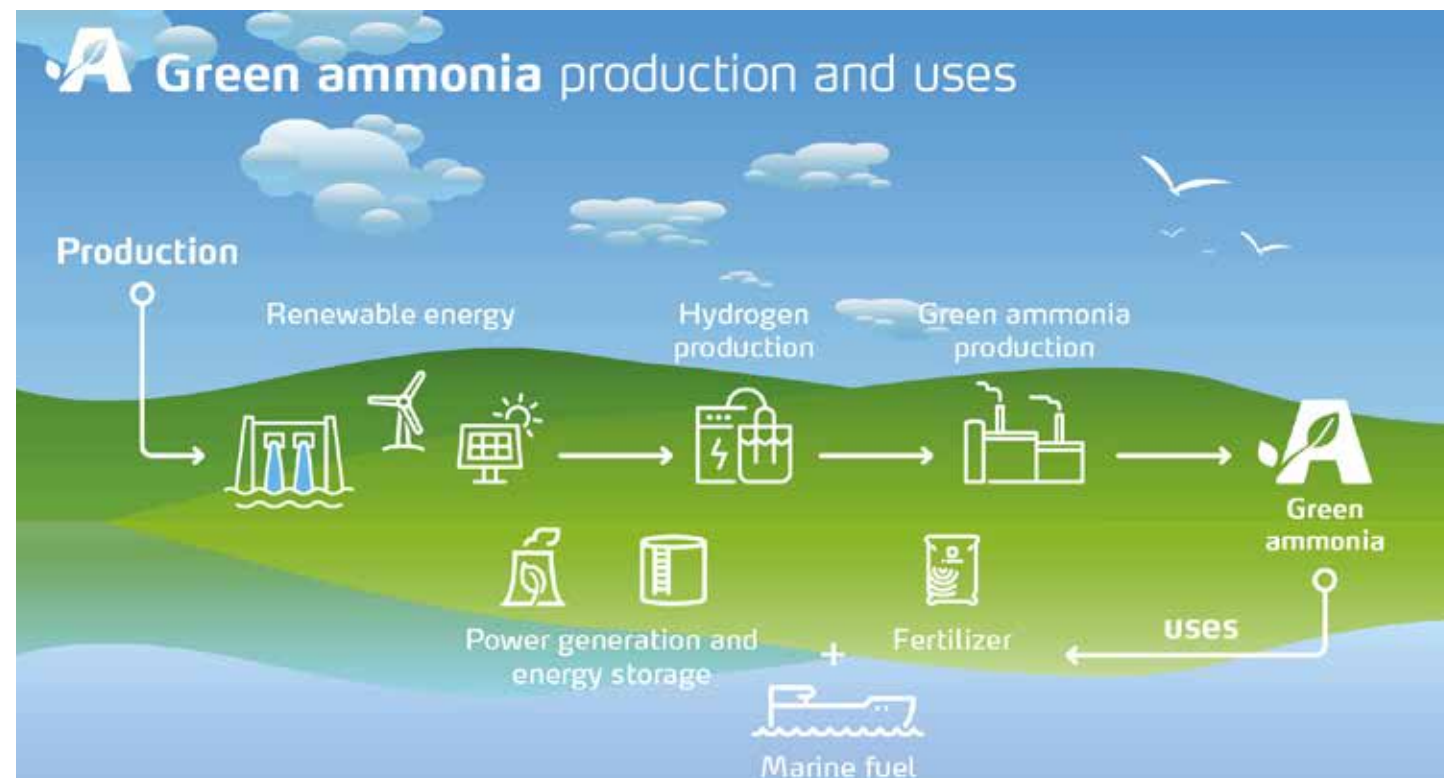 Green ammonia production and uses
Production
Renewable energy
Hydrogen
production
Green ammonia
production
Green
ammonia
uses
Fertilizer
+
Power generation and
energy storage
Marine fuel